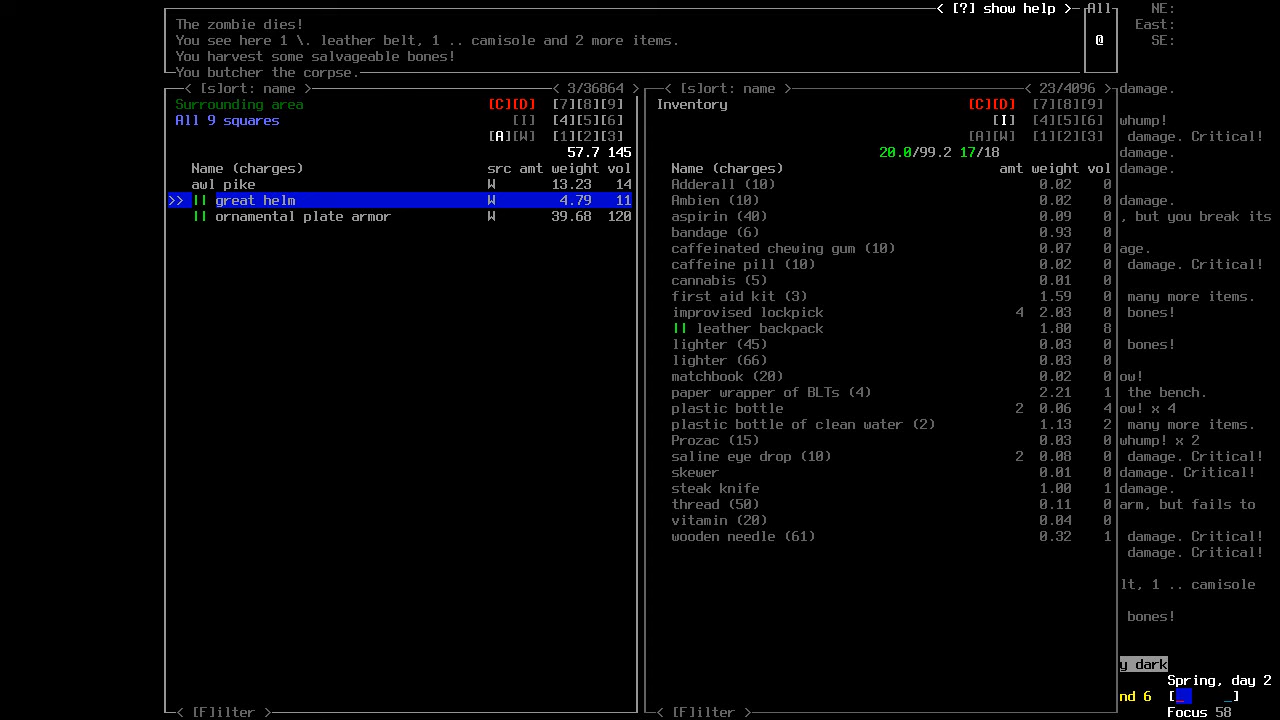 < [?] show help >
All
NE:
The zombie dies!
East:
You see here 1 \. leather belt, 1 .. camisole and 2 more items.
@
SE:
You harvest some salvageable bones!
You butcher the corpse.
< [s]ort: name >
< 3/36864 >
< [s]ort: name >
< 23/4096 >
damage.
Surrounding area
[C][D] [7][8][9]
Inventory
[C][D] [7][8][9]
All 9 squares
[I] [4][5][6]
[I] [4][5][6]
whump!
[A][W] [1][2][3]
[A][W] [1][2][3]
damage. Critical!
57.7 145
20.0/99.2 17/18
damage.
Name (charges) src amt weight vol
Name (charges) amt weight vol
damage.
awl pike W 13.23 14
Adderall (10) 0.02 0
>> || great helm W 4.79 11
Ambien (10) 0.02 0
damage.
|| ornamental plate armor W 39.68 120
aspirin (40) 0.09 0
, but you break its
bandage (6) 0.93 0
caffeinated chewing gum (10) 0.07 0
age.
caffeine pill (10) 0.02 0
damage. Critical!
cannabis (5) 0.01 0
first aid kit (3) 1.59 0
many more items.
improvised lockpick 4 2.03 0
bones!
|| leather backpack 1.80 8
lighter (45) 0.03 0
bones!
lighter (66) 0.03 0
matchbook (20) 0.02 0
ow!
paper wrapper of BLTs (4) 2.21 1
the bench.
plastic bottle 2 0.06 4
ow! x 4
plastic bottle of clean water (2) 1.13 2
many more items.
Prozac (15) 0.03 0
whump! x 2
saline eye drop (10) 2 0.08 0
damage. Critical!
skewer 0.01 0
damage. Critical!
steak knife 1.00 1
damage.
thread (50) 0.11 0
arm, but fails to
vitamin (20) 0.04 0
wooden needle (61) 0.32 1
damage. Critical!
damage. Critical!
lt, 1 .. camisole
bones!
y dark
Spring, day 2
nd 6 [_ _]
Focus 58
< [F]ilter >
< [F]ilter >